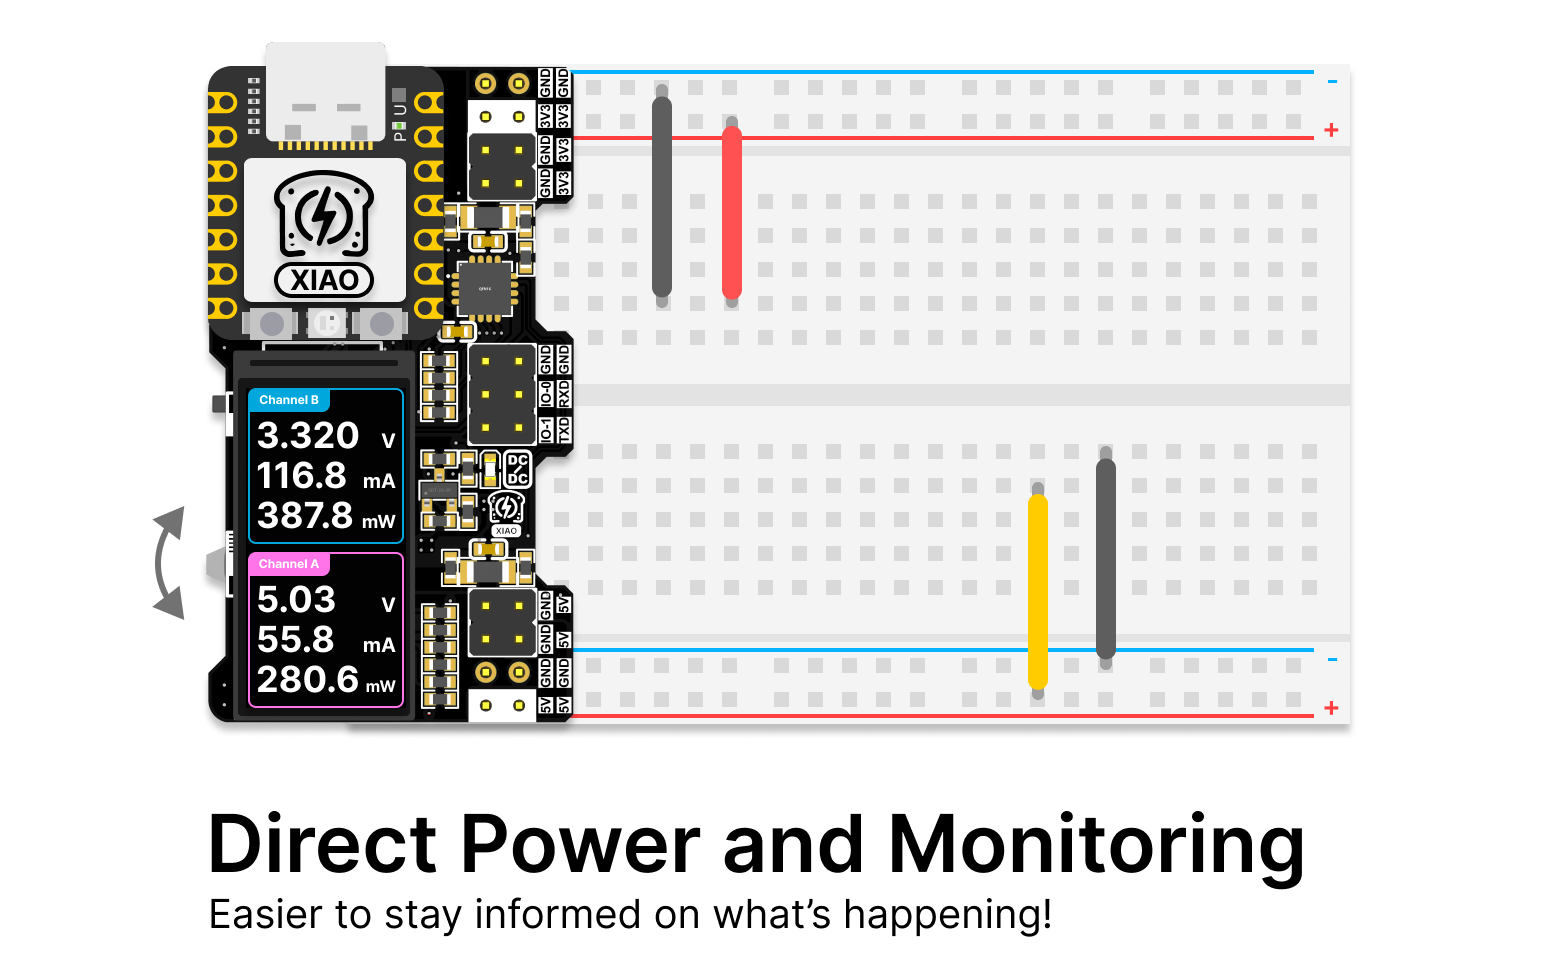 U
P
XIAO
GND GND
3V3 3V3
GND 3V3
GND 3V3
-
+
GND GND
IO-0 RXD
IO-1 TXD
DC
DC
XIAO
Channel B
3.320 V
116.8 mA
387.8 mW
Channel A
5.03 V
55.8 mA
280.6 mW
GND 5V
GND 5V
GND GND
5V 5V
-
+
Direct Power and Monitoring
Easier to stay informed on what’s happening!